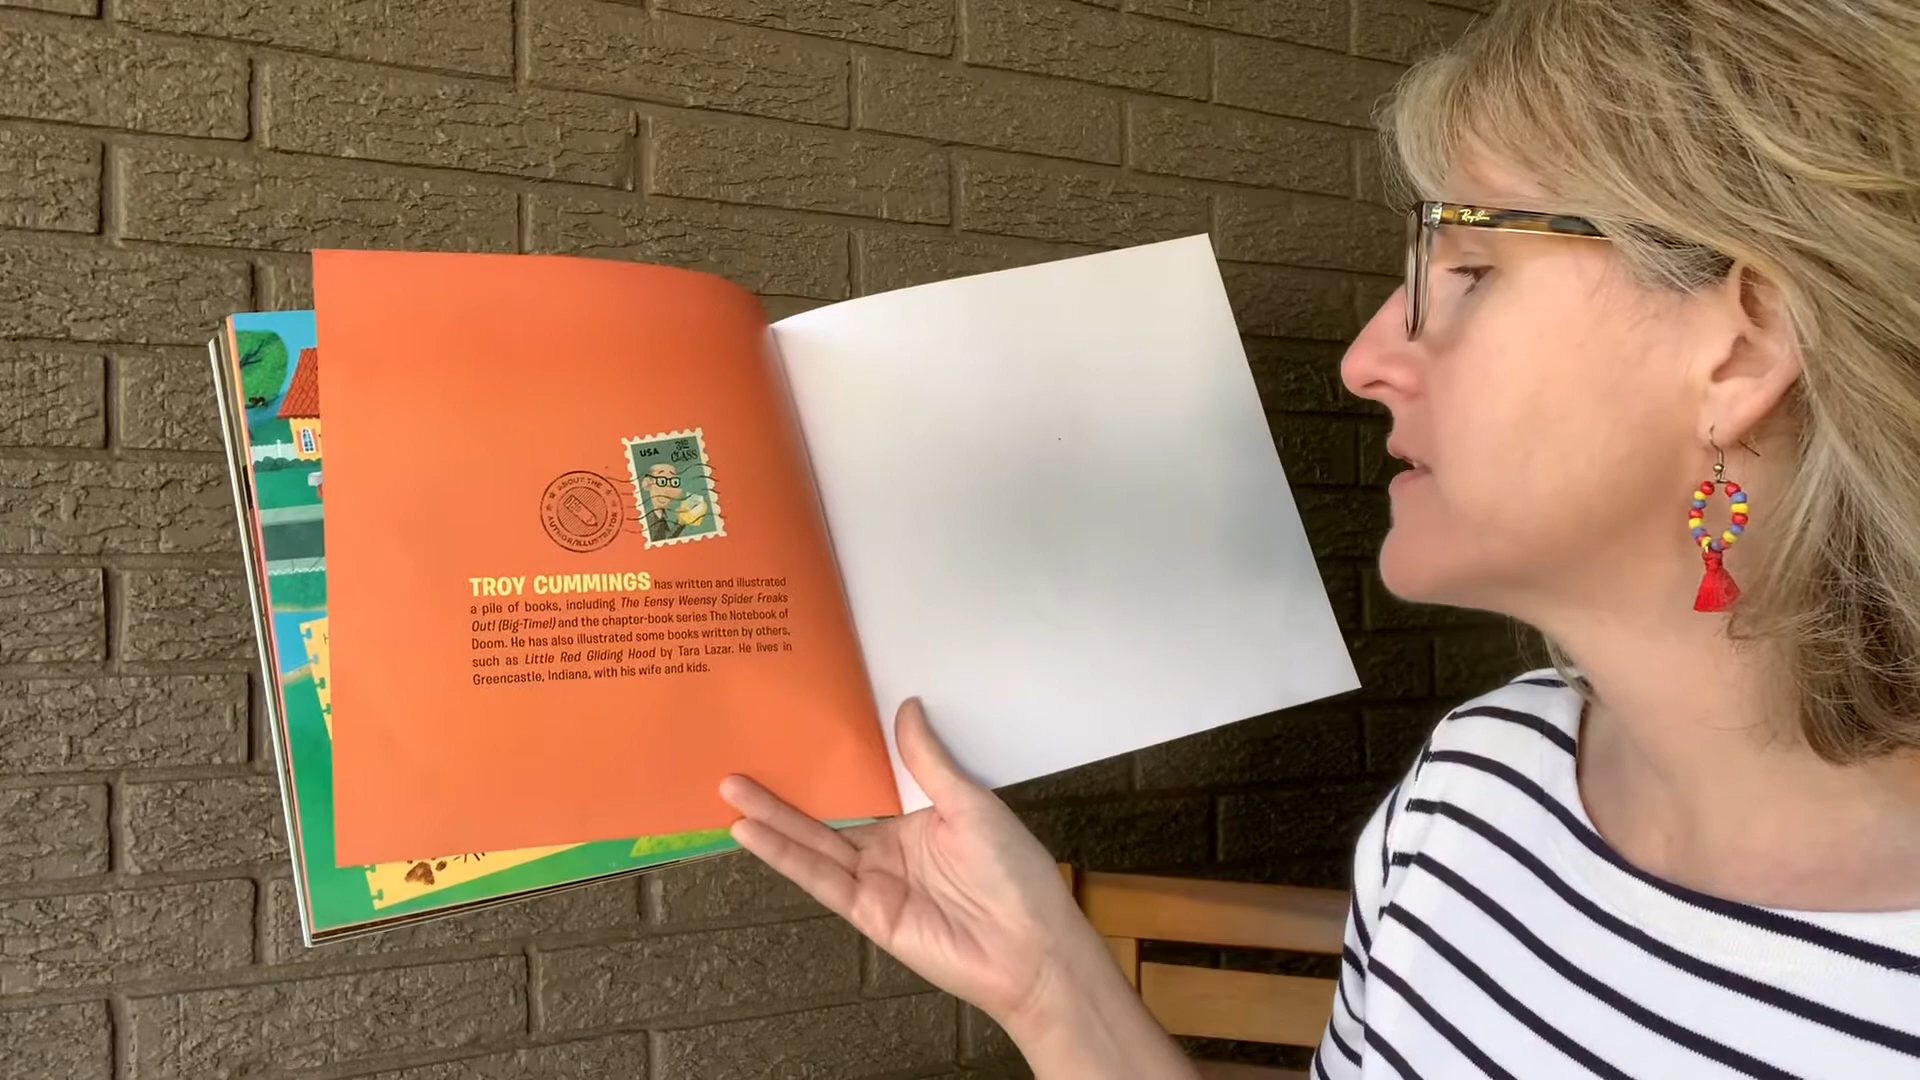 Ray-Ban
USA
3RD
CLASS
ABOUT THE
AUTHOR/ILLUSTRATOR
TROY CUMMINGS has written and illustrated
a pile of books, including The Eensy Weensy Spider Freaks
Out! (Big-Time!) and the chapter-book series The Notebook of
Doom. He has also illustrated some books written by others,
such as Little Red Gliding Hood by Tara Lazar. He lives in
Greencastle, Indiana, with his wife and kids.